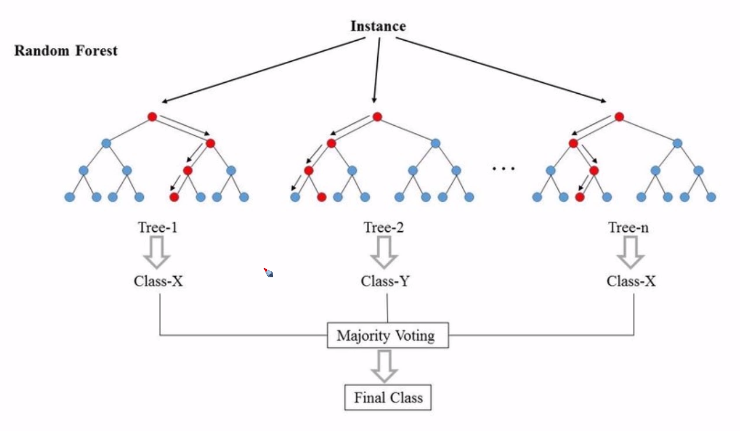 Instance
Random Forest
...
Tree-1
Tree-2
Tree-n
Class-X
Class-Y
Class-X
Majority Voting
Final Class